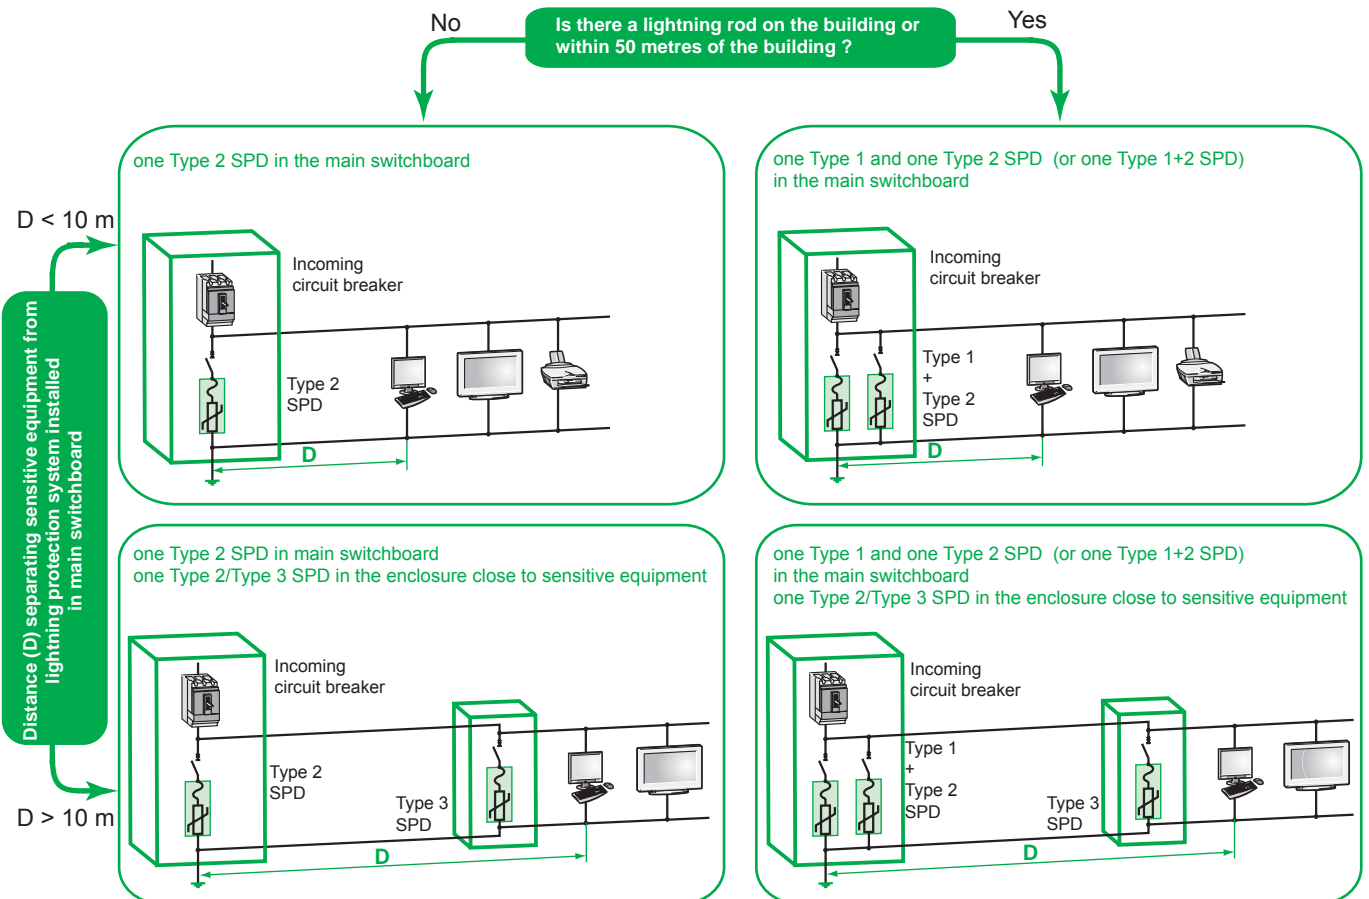 No
Is there a lightning rod on the building or
within 50 metres of the building ?
Yes
D < 10 m
Distance (D) separating sensitive equipment from
lightning protection system installed
in main switchboard
D > 10 m
one Type 2 SPD in the main switchboard
Incoming
circuit breaker
Type 2
SPD
D
one Type 1 and one Type 2 SPD (or one Type 1+2 SPD)
in the main switchboard
Incoming
circuit breaker
Type 1
+
Type 2
SPD
D
one Type 2 SPD in main switchboard
one Type 2/Type 3 SPD in the enclosure close to sensitive equipment
Incoming
circuit breaker
Type 2
SPD
Type 3
SPD
D
one Type 1 and one Type 2 SPD (or one Type 1+2 SPD)
in the main switchboard
one Type 2/Type 3 SPD in the enclosure close to sensitive equipment
Incoming
circuit breaker
Type 1
+
Type 2
SPD
Type 3
SPD
D